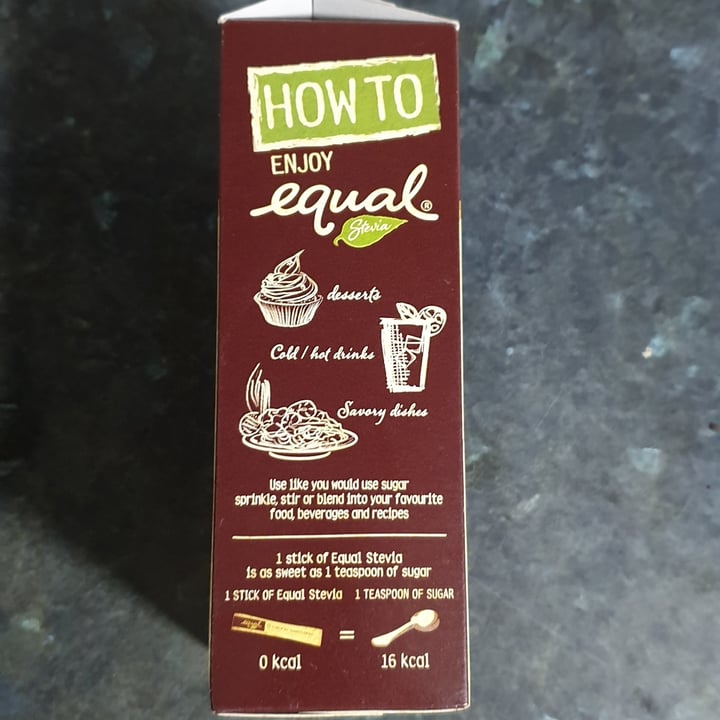 HOW TO
ENJOY
equal®
Stevia
desserts
Cold / hot drinks
Savory dishes
Use like you would use sugar
sprinkle, stir or blend into your favourite
food, beverages and recipes
1 stick of Equal Stevia
is as sweet as 1 teaspoon of sugar
1 STICK OF Equal Stevia 1 TEASPOON OF SUGAR
equal
=
0 kcal 16 kcal